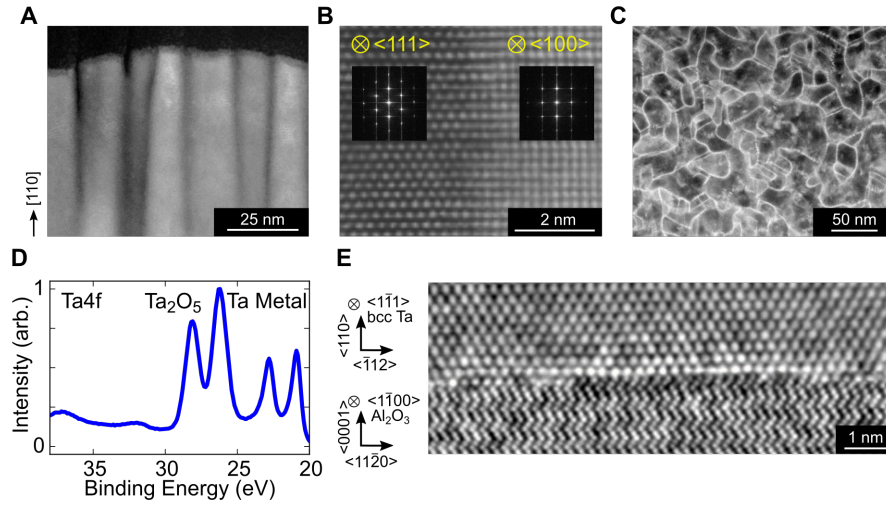 A
[110]
25 nm
B
⊗ <111>
⊗ <100>
2 nm
C
50 nm
D
Ta4f
Ta₂O₅
Ta Metal
Intensity (arb.)
1
0
35
30
25
20
Binding Energy (eV)
E
⊗ <11̅1>
bcc Ta
<110>
<1̅12>
⊗ <11̅00>
Al₂O₃
<0001>
<112̅0>
1 nm